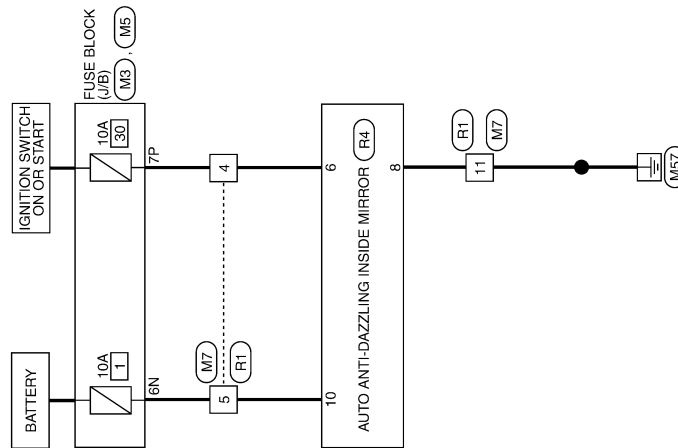 IGNITION SWITCH
ON OR START
FUSE BLOCK
(J/B)
M3 , M5
10A
30
7P
BATTERY
10A
1
6N
4
M7
5
R1
6
10
AUTO ANTI-DAZZLING INSIDE MIRROR R4
8
R1
11
M7
M57